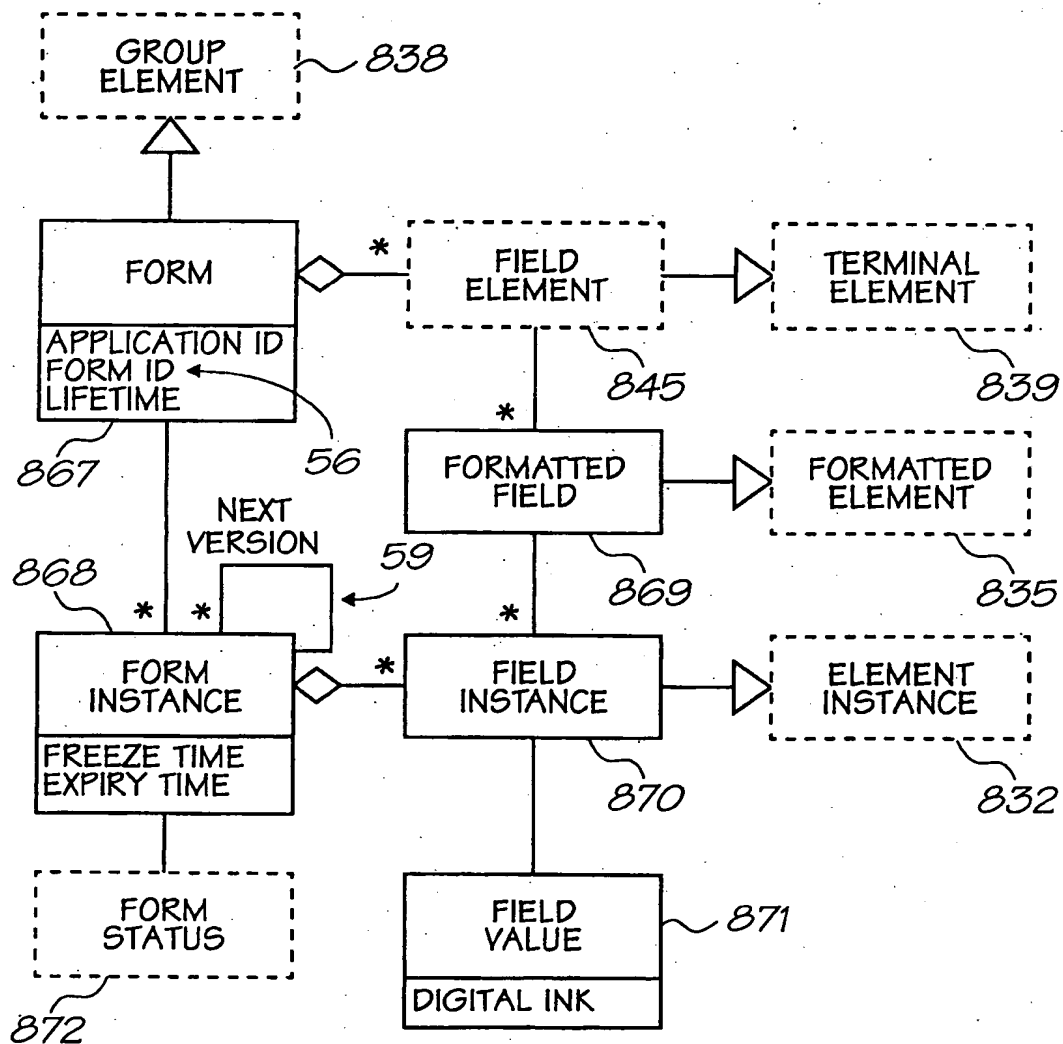 GROUP
ELEMENT
838
FORM
*
FIELD
ELEMENT
TERMINAL
ELEMENT
APPLICATION ID
FORM ID
LIFETIME
845
839
867
56
*
FORMATTED
FIELD
FORMATTED
ELEMENT
NEXT
VERSION
59
868
869
835
*
*
*
FORM
INSTANCE
*
FIELD
INSTANCE
ELEMENT
INSTANCE
FREEZE TIME
EXPIRY TIME
870
832
FORM
STATUS
FIELD
VALUE
871
DIGITAL INK
872